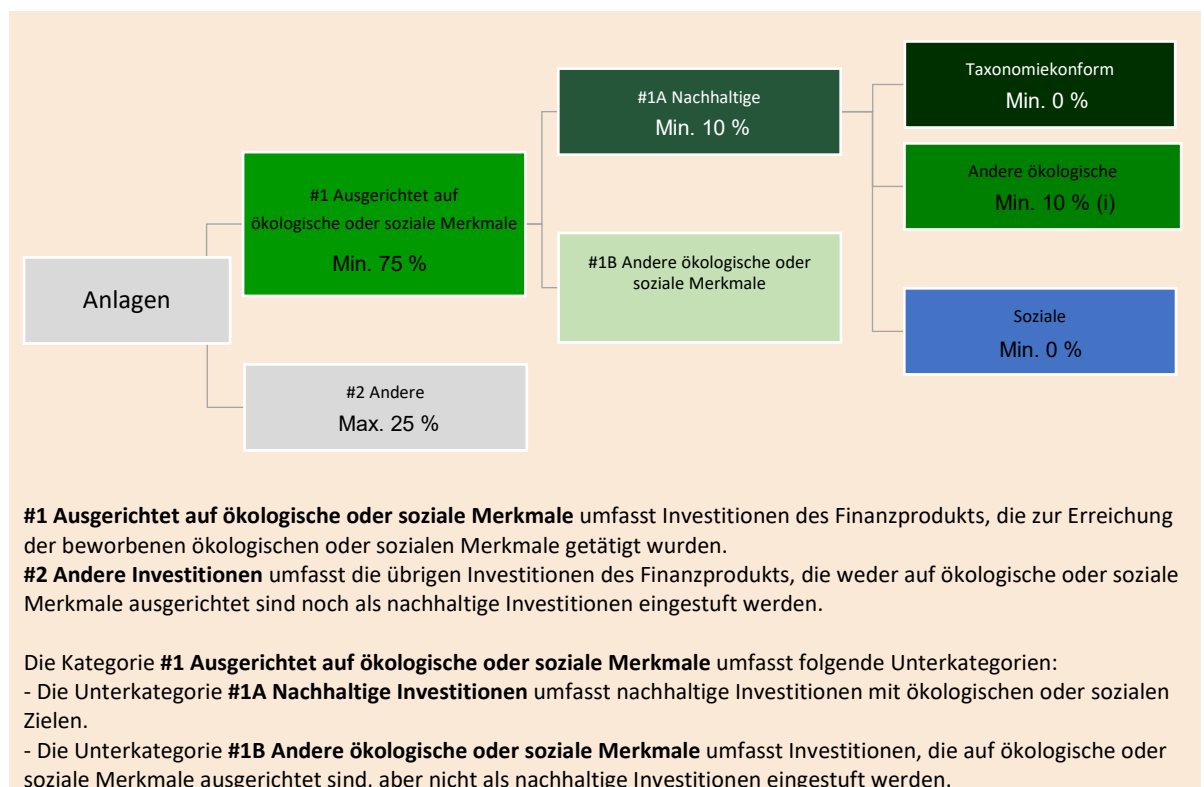 Taxonomiekonform
Min. 0 %
#1A Nachhaltige
Min. 10 %
Andere ökologische
Min. 10 % (i)
#1 Ausgerichtet auf
ökologische oder soziale Merkmale
Min. 75 %
#1B Andere ökologische oder
soziale Merkmale
Anlagen
Soziale
Min. 0 %
#2 Andere
Max. 25 %
#1 Ausgerichtet auf ökologische oder soziale Merkmale umfasst Investitionen des Finanzprodukts, die zur Erreichung
der beworbenen ökologischen oder sozialen Merkmale getätigt wurden.
#2 Andere Investitionen umfasst die übrigen Investitionen des Finanzprodukts, die weder auf ökologische oder soziale
Merkmale ausgerichtet sind noch als nachhaltige Investitionen eingestuft werden.
Die Kategorie #1 Ausgerichtet auf ökologische oder soziale Merkmale umfasst folgende Unterkategorien:
- Die Unterkategorie #1A Nachhaltige Investitionen umfasst nachhaltige Investitionen mit ökologischen oder sozialen
Zielen.
- Die Unterkategorie #1B Andere ökologische oder soziale Merkmale umfasst Investitionen, die auf ökologische oder
soziale Merkmale ausgerichtet sind, aber nicht als nachhaltige Investitionen eingestuft werden.